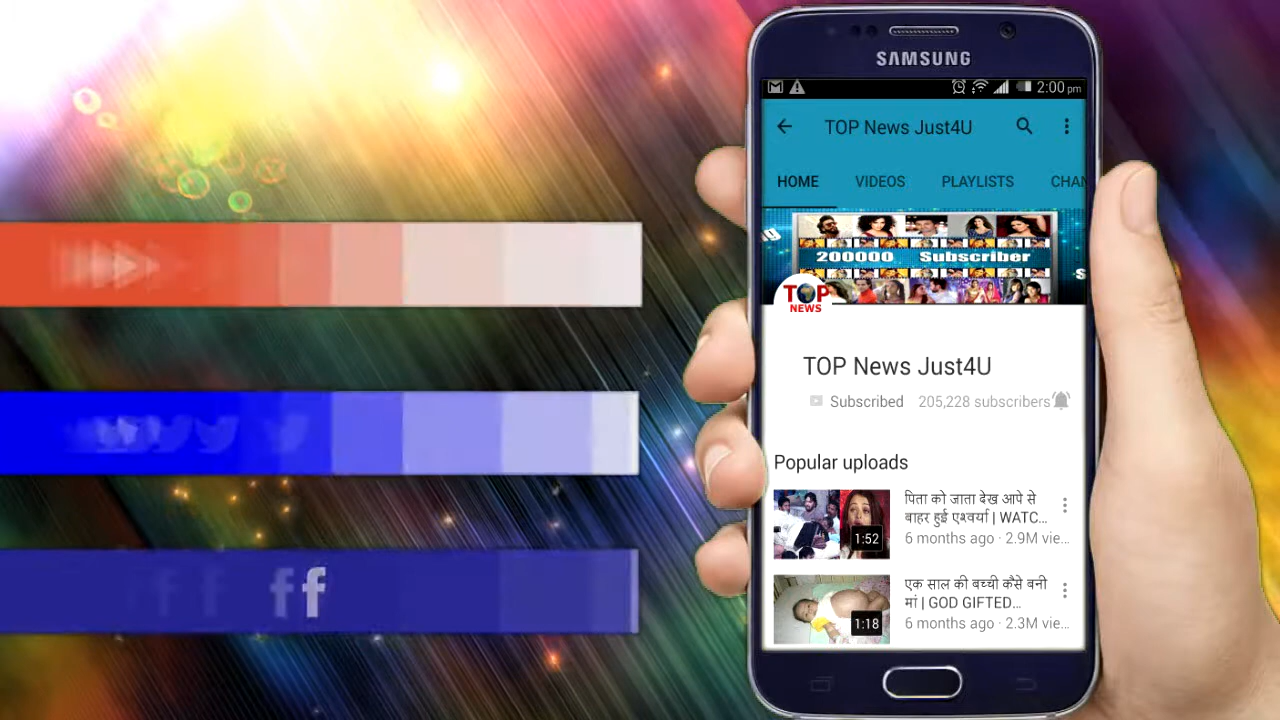 SAMSUNG
2:00 pm
TOP News Just4U
HOME VIDEOS PLAYLISTS CHAN
200000 Subscriber
TOP
NEWS
TOP News Just4U
Subscribed 205,228 subscribers
Popular uploads
पिता को जाता देख आपे से
बाहर हुई एश्वर्या | WATC...
1:52
6 months ago · 2.9M vie...
एक साल की बच्ची कैसे बनी
मां | GOD GIFTED...
1:18
6 months ago · 2.3M vie...